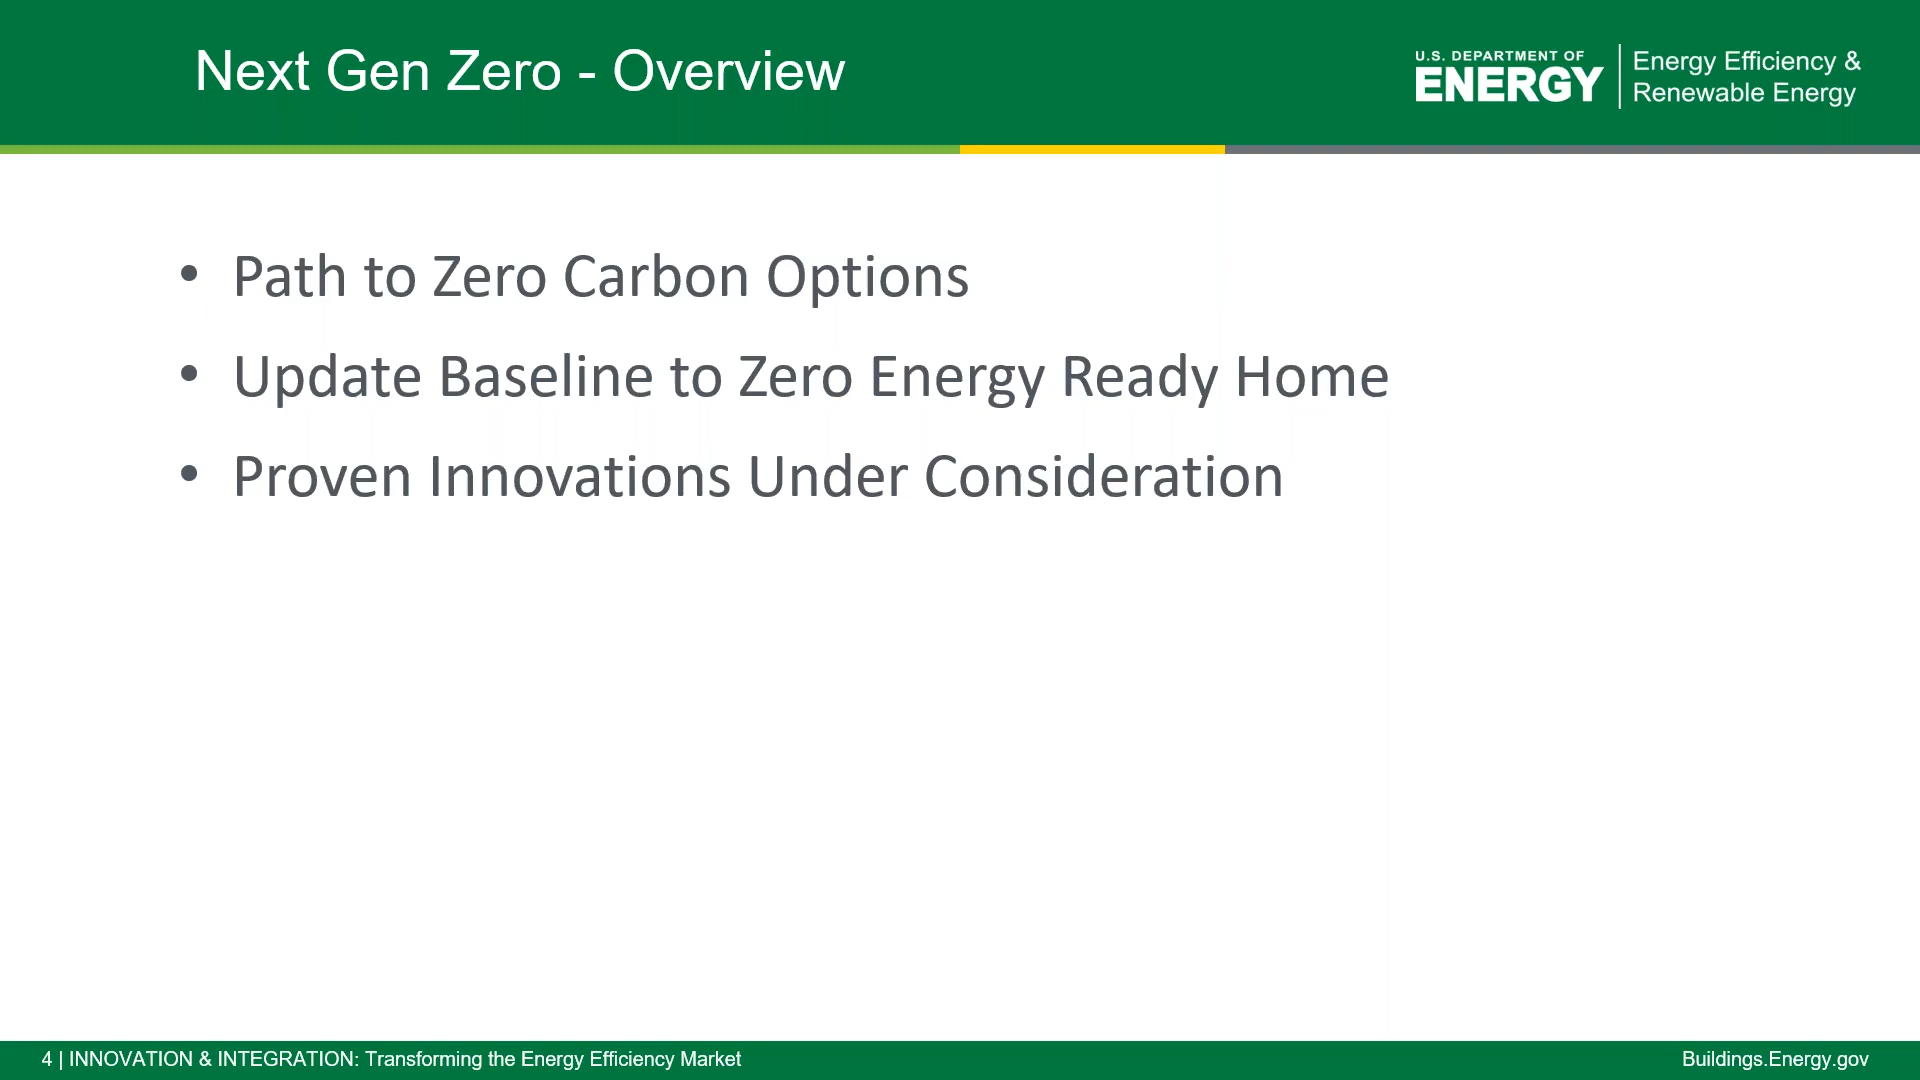 Next Gen Zero - Overview
U.S. DEPARTMENT OF
ENERGY
Energy Efficiency &
Renewable Energy
• Path to Zero Carbon Options
• Update Baseline to Zero Energy Ready Home
• Proven Innovations Under Consideration
4 | INNOVATION & INTEGRATION: Transforming the Energy Efficiency Market
Buildings.Energy.gov